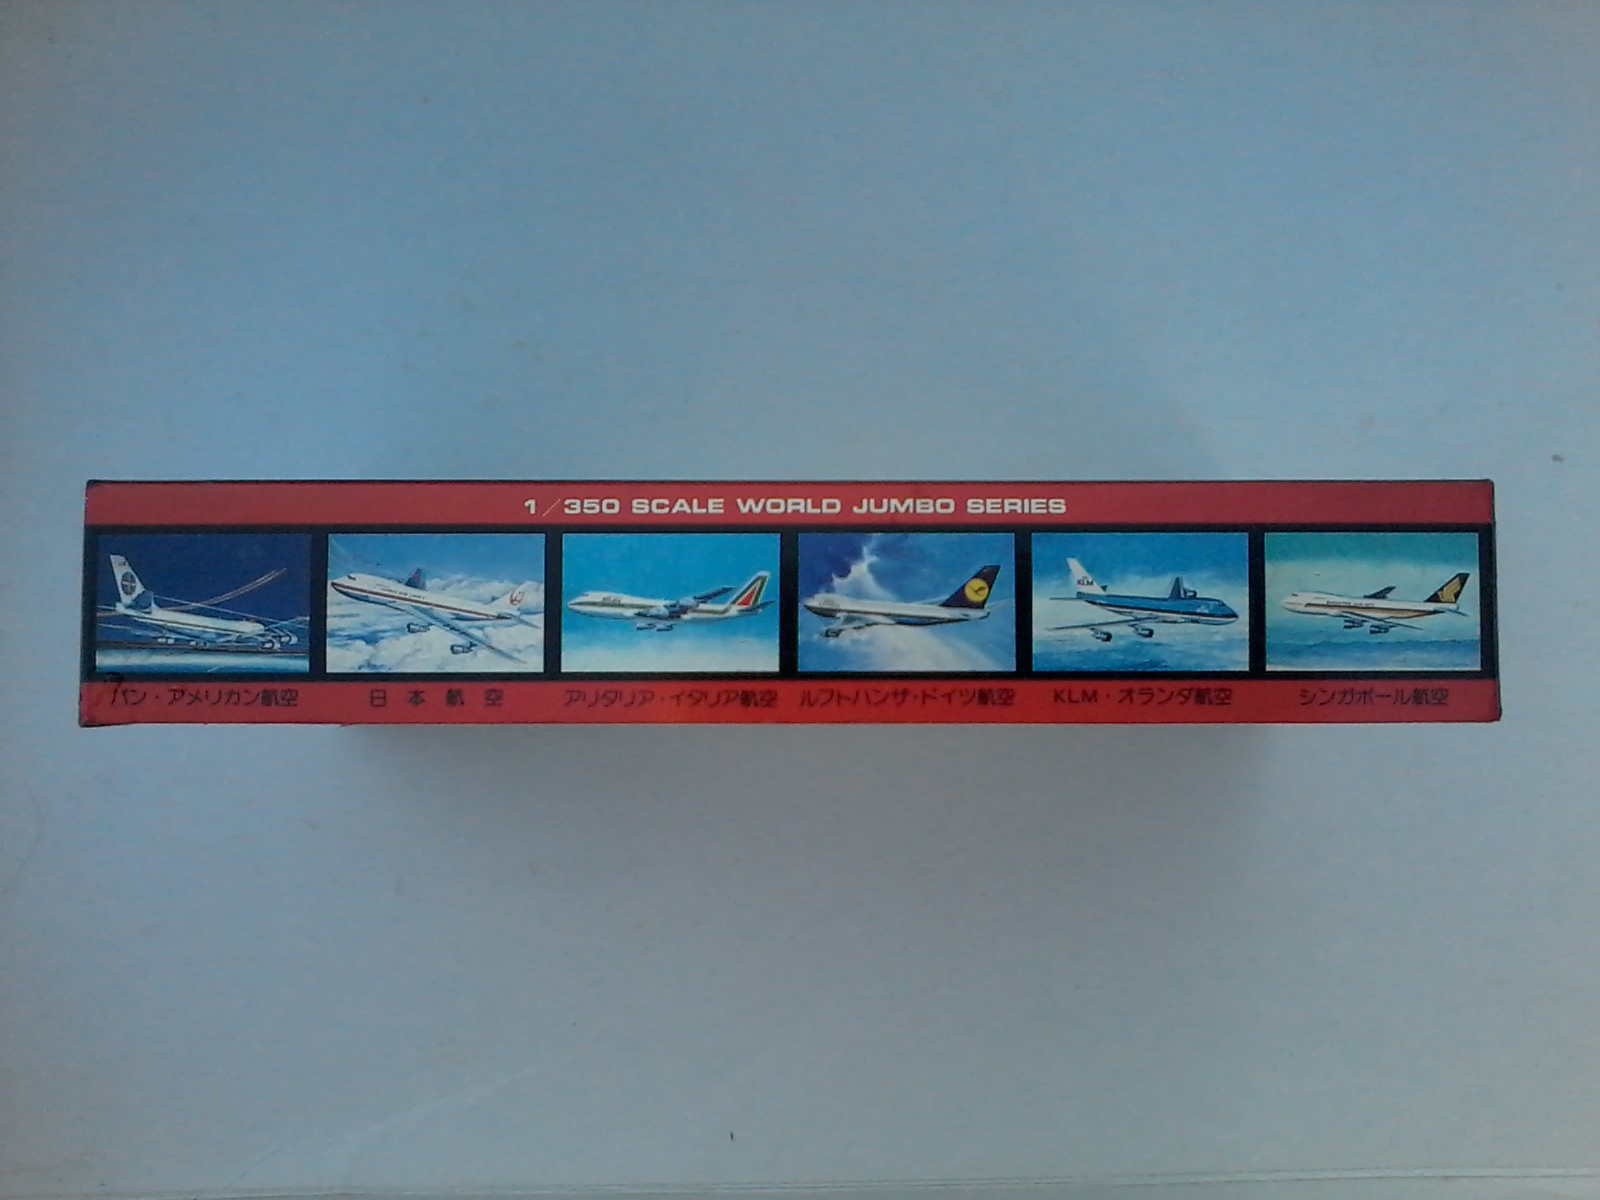 1/350 SCALE WORLD JUMBO SERIES
KLM
パン・アメリカン航空
日本航空
アリタリア・イタリア航空
ルフトハンザ・ドイツ航空
KLM・オランダ航空
シンガポール航空